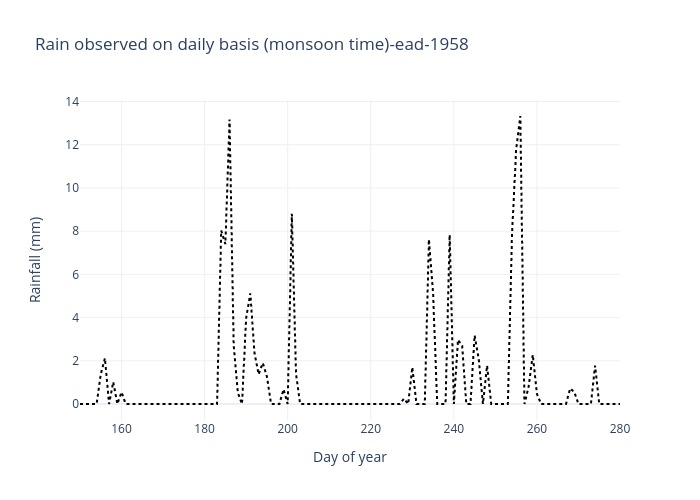 Rain observed on daily basis (monsoon time)-ead-1958
14
12
10
8
6
4
2
0
Rainfall (mm)
160 180 200 220 240 260 280
Day of year